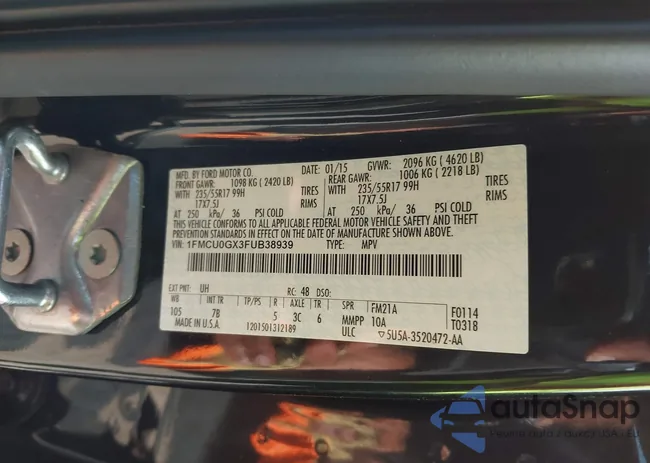 MFD. BY FORD MOTOR CO. 01/15 GVWR: 2096 KG ( 4620 LB)
FRONT GAWR: 1098 KG ( 2420 LB) REAR GAWR: 1006 KG ( 2218 LB)
WITH 235/55R17 99H TIRES WITH 235/55R17 99H TIRES
17X7.5J RIMS 17X7.5J RIMS
AT 250 kPa/ 36 PSI COLD AT 250 kPa/ 36 PSI COLD
THIS VEHICLE CONFORMS TO ALL APPLICABLE FEDERAL MOTOR VEHICLE SAFETY AND THEFT
PREVENTION STANDARDS IN EFFECT ON THE DATE OF MANUFACTURE SHOWN ABOVE.
VIN: 1FMCU0GX3FUB38939 TYPE: MPV
EXT PNT: UH RC: 48 DSO:
WB INT TR TP/PS R AXLE TR SPR FM21A F0114
105 7B 5 3C 6 MMPP 10A T0318
MADE IN U.S.A. 1201501312189 ULC ▽5U5A-3520472-AA
autoSnap